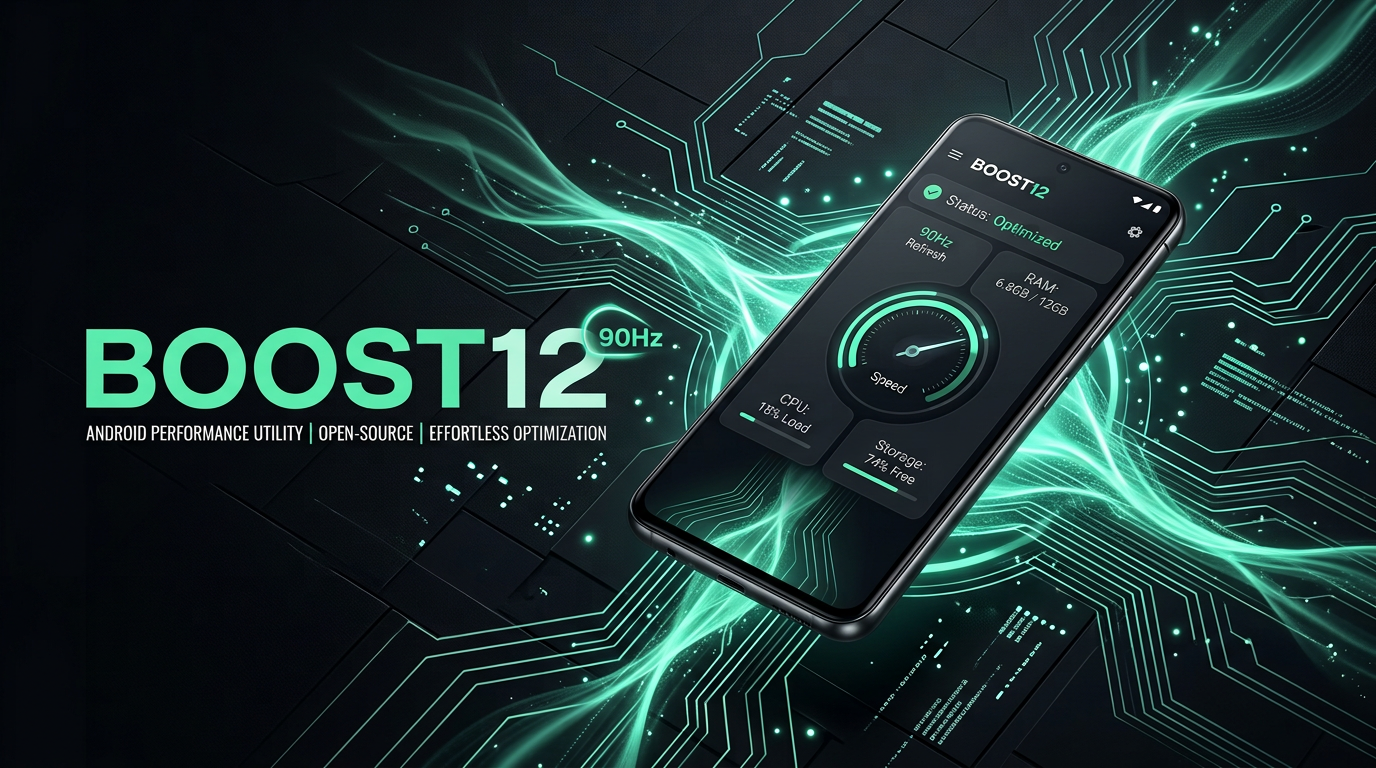 BOOST12
90Hz
ANDROID PERFORMANCE UTILITY | OPEN-SOURCE | EFFORTLESS OPTIMIZATION
BOOST12
Status: Optimized
90Hz
Refresh
RAM:
6.8GB / 12GB
Speed
CPU:
18% Load
Storage:
74% Free